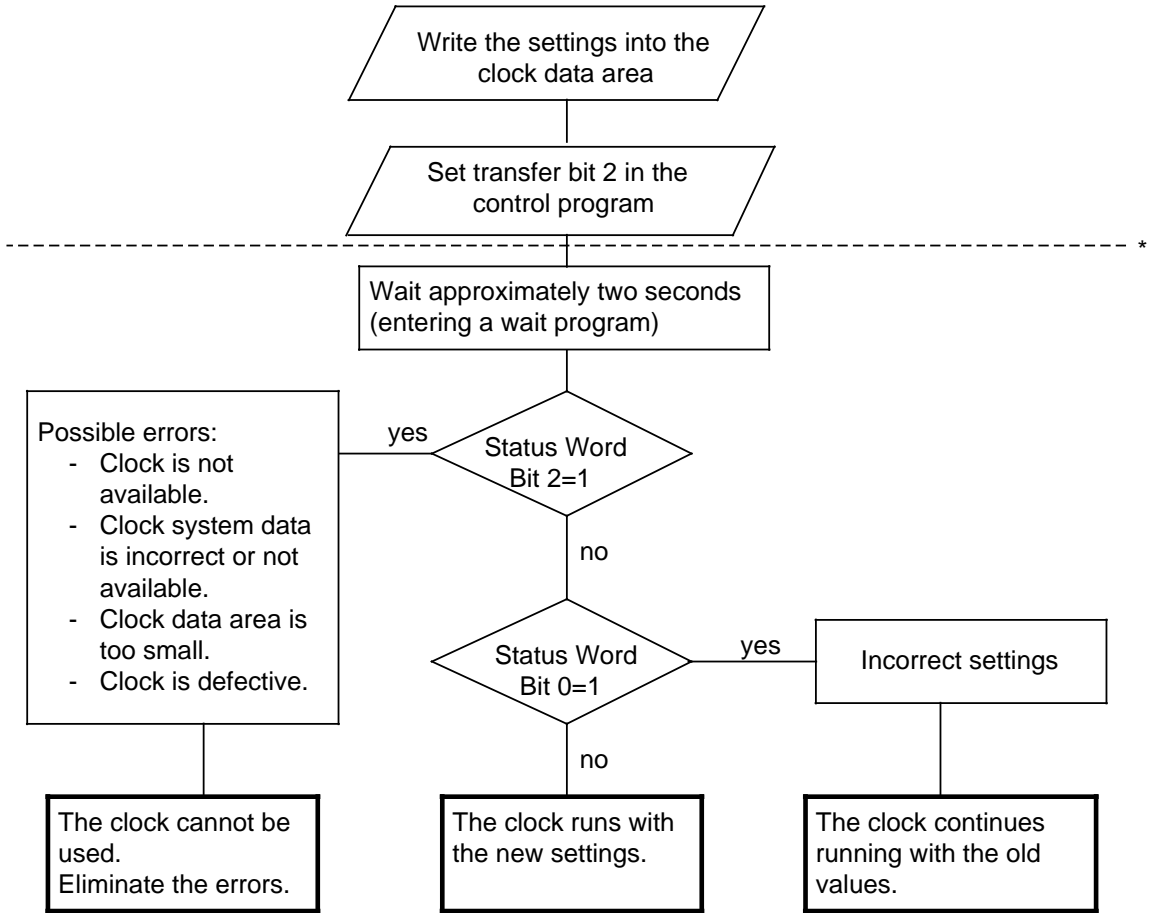 Write the settings into the
clock data area
Set transfer bit 2 in the
control program
*
Wait approximately two seconds
(entering a wait program)
Status Word
Bit 2=1
yes
Possible errors:
- Clock is not
available.
- Clock system data
is incorrect or not
available.
- Clock data area is
too small.
- Clock is defective.
no
Status Word
Bit 0=1
yes
Incorrect settings
no
The clock cannot be
used.
Eliminate the errors.
The clock runs with
the new settings.
The clock continues
running with the old
values.